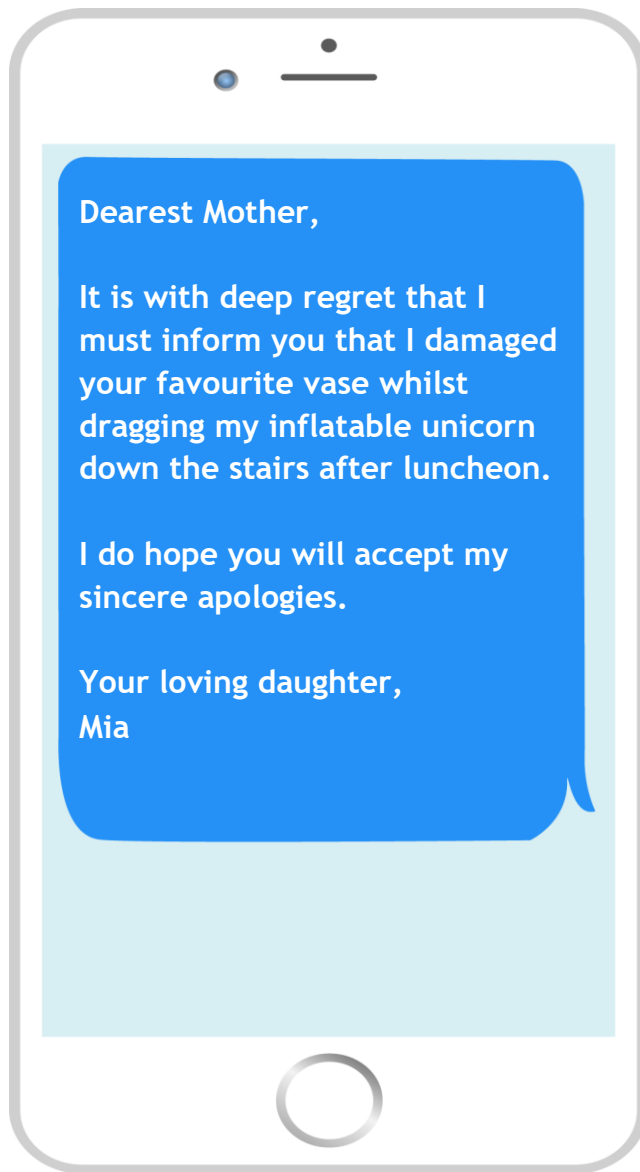 Dearest Mother,
It is with deep regret that I
must inform you that I damaged
your favourite vase whilst
dragging my inflatable unicorn
down the stairs after luncheon.
I do hope you will accept my
sincere apologies.
Your loving daughter,
Mia